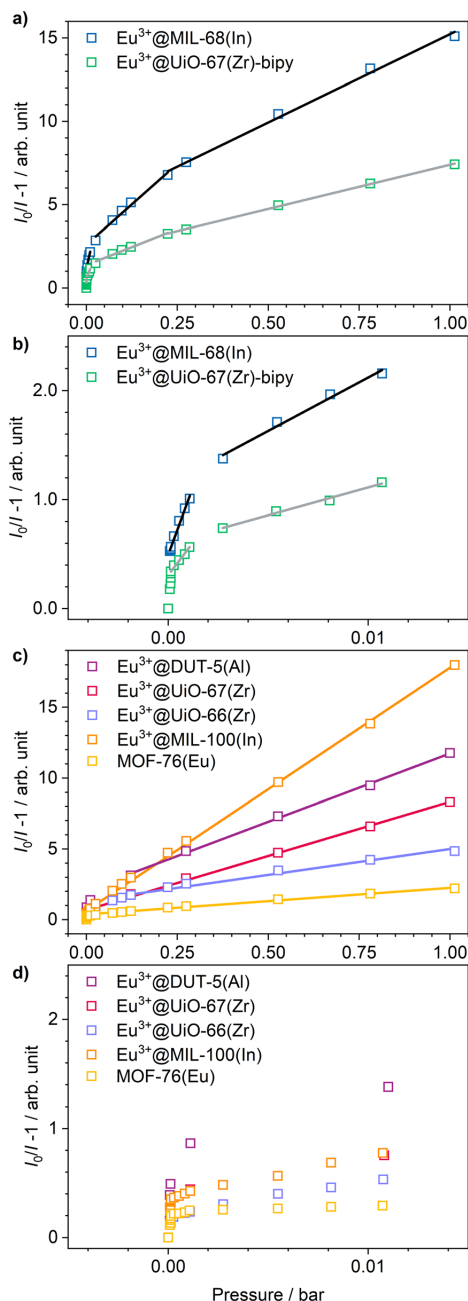 a)
15
10
5
0
I₀/I -1 / arb. unit
Eu³⁺@MIL-68(In)
Eu³⁺@UiO-67(Zr)-bipy
0.00 0.25 0.50 0.75 1.00
b)
2.0
1.0
0.0
I₀/I -1 / arb. unit
Eu³⁺@MIL-68(In)
Eu³⁺@UiO-67(Zr)-bipy
0.00 0.01
c)
15
10
5
0
I₀/I -1 / arb. unit
Eu³⁺@DUT-5(Al)
Eu³⁺@UiO-67(Zr)
Eu³⁺@UiO-66(Zr)
Eu³⁺@MIL-100(In)
MOF-76(Eu)
0.00 0.25 0.50 0.75 1.00
d)
2
1
0
I₀/I -1 / arb. unit
Eu³⁺@DUT-5(Al)
Eu³⁺@UiO-67(Zr)
Eu³⁺@UiO-66(Zr)
Eu³⁺@MIL-100(In)
MOF-76(Eu)
0.00 0.01
Pressure / bar